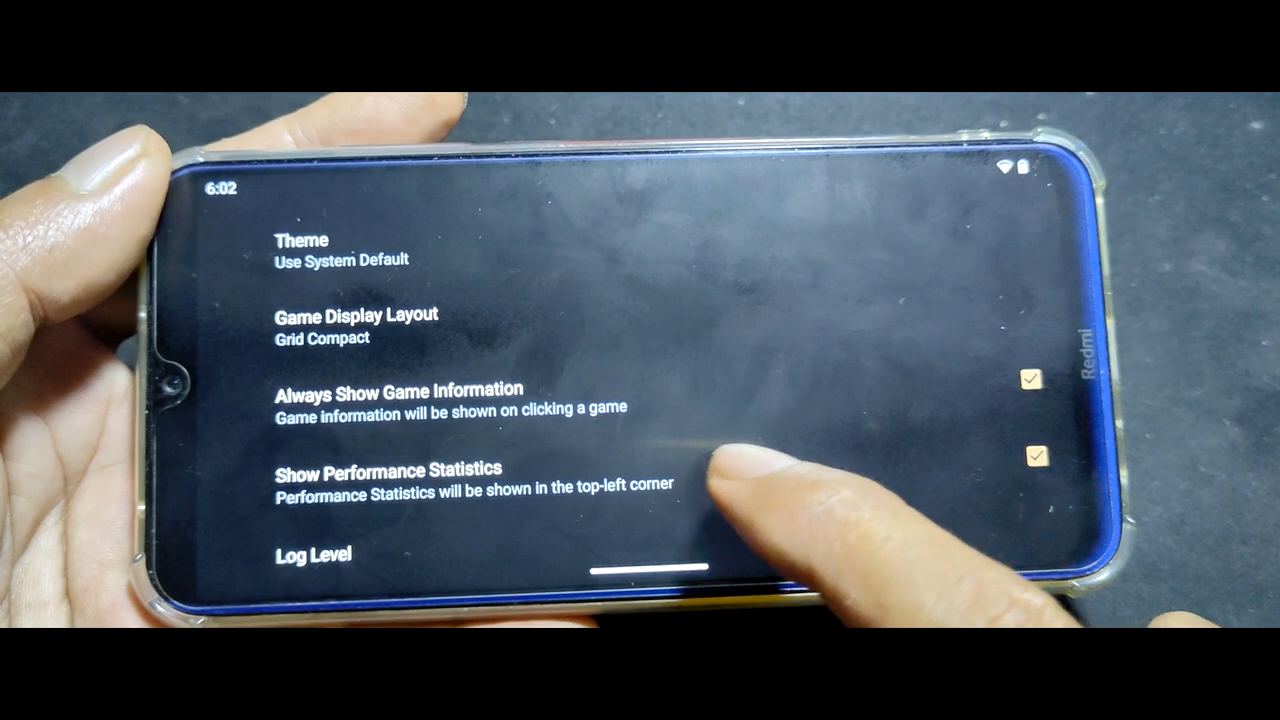 6:02
Theme
Use System Default
Game Display Layout
Grid Compact
Always Show Game Information
Game information will be shown on clicking a game
Show Performance Statistics
Performance Statistics will be shown in the top-left corner
Log Level
Redmi